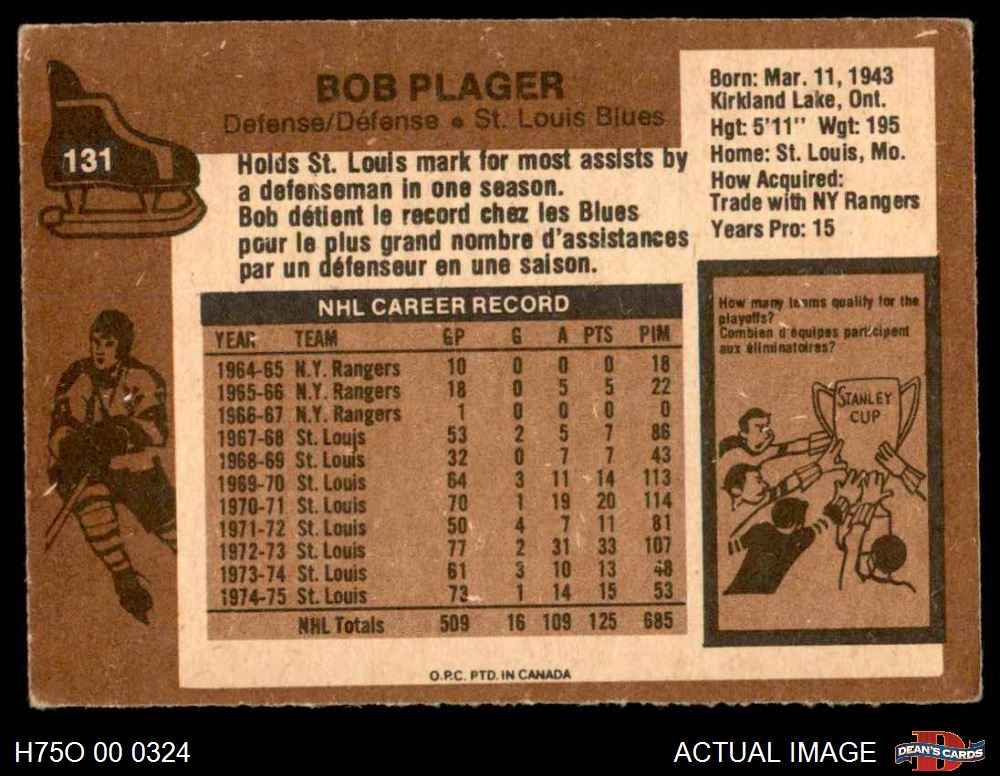 BOB PLAGER
Defense/Défense • St. Louis Blues
131
Holds St. Louis mark for most assists by
a defenseman in one season.
Bob détient le record chez les Blues
pour le plus grand nombre d'assistances
par un défenseur en une saison.
Born: Mar. 11, 1943
Kirkland Lake, Ont.
Hgt: 5'11" Wgt: 195
Home: St. Louis, Mo.
How Acquired:
Trade with NY Rangers
Years Pro: 15
NHL CAREER RECORD
YEAR TEAM GP G A PTS PIM
1964-65 N.Y. Rangers 10 0 0 0 18
1965-66 N.Y. Rangers 18 0 5 5 22
1966-67 N.Y. Rangers 1 0 0 0 0
1967-68 St. Louis 53 2 5 7 86
1968-69 St. Louis 32 0 7 7 43
1969-70 St. Louis 64 3 11 14 113
1970-71 St. Louis 70 1 19 20 114
1971-72 St. Louis 50 4 7 11 81
1972-73 St. Louis 77 2 31 33 107
1973-74 St. Louis 61 3 10 13 48
1974-75 St. Louis 73 1 14 15 53
NHL Totals 509 16 109 125 685
How many teams qualify for the
playoffs?
Combien d'équipes participent
aux éliminatoires?
STANLEY
CUP
O.P.C. PTD. IN CANADA
H75O 00 0324
ACTUAL IMAGE
DEAN'S CARDS